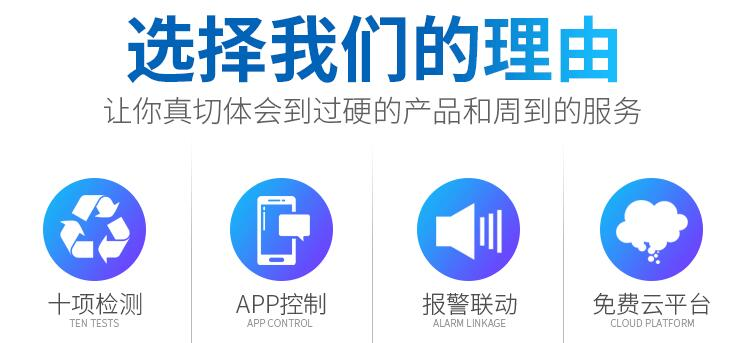 选择我们的理由
让你真切体会到过硬的产品和周到的服务
十项检测
TEN TESTS
APP控制
APP CONTROL
报警联动
ALARM LINKAGE
免费云平台
CLOUD PLATFORM